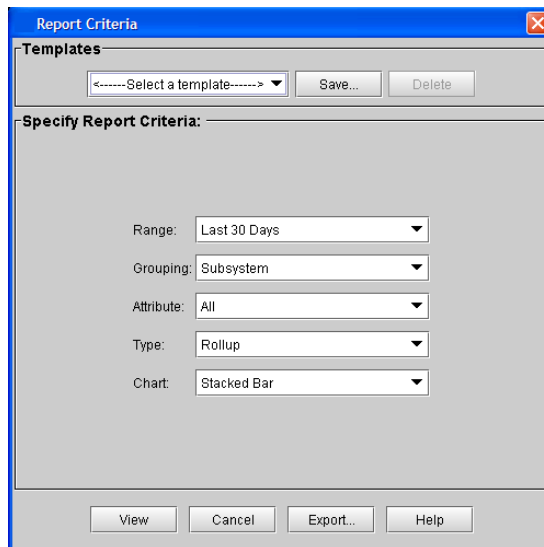 Report Criteria
Templates
<------Select a template------> Save... Delete
Specify Report Criteria:
Range: Last 30 Days
Grouping: Subsystem
Attribute: All
Type: Rollup
Chart: Stacked Bar
View Cancel Export... Help